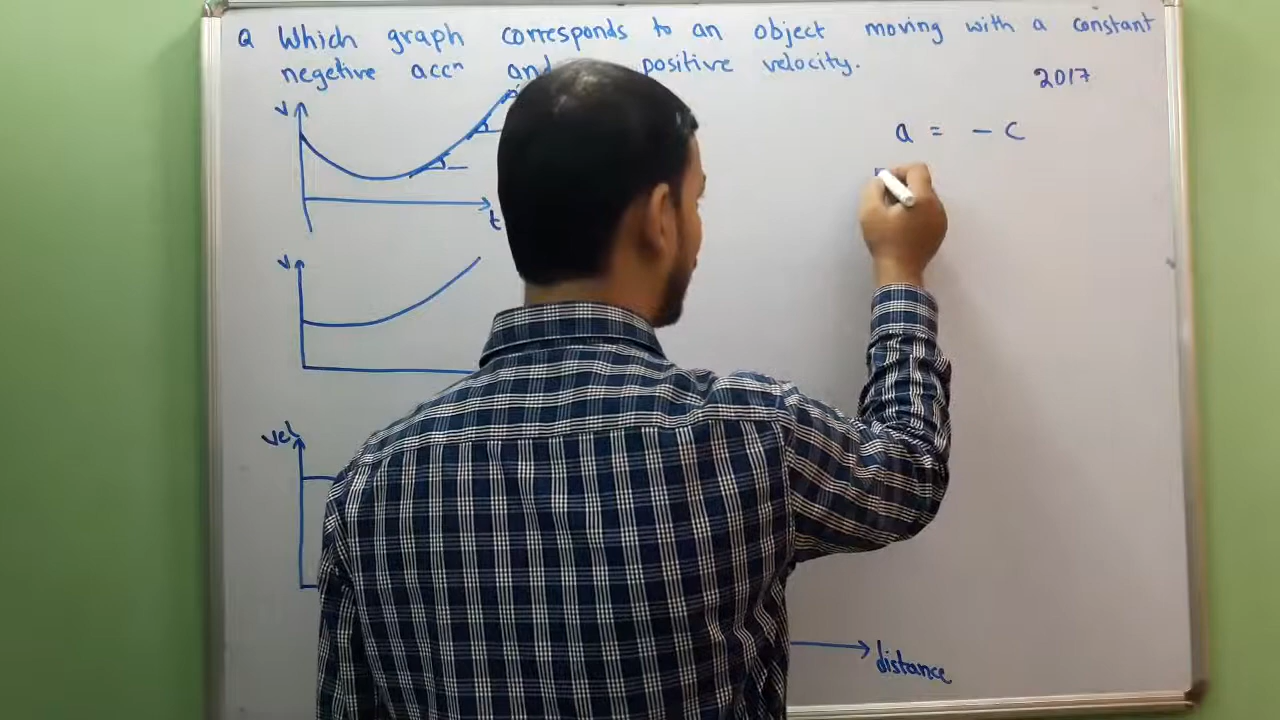 Q Which graph corresponds to an object moving with a constant
negetive accⁿ and positive velocity.
2017
v
a = - c
t
v
vel
distance